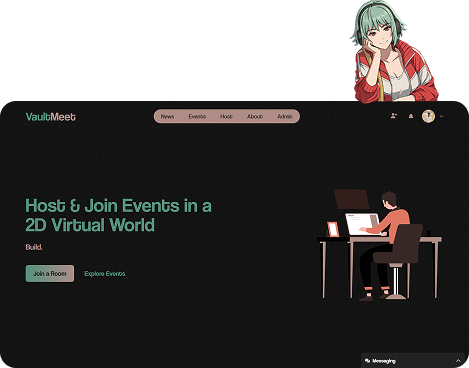 VaultMeet
News Events Host About Admin
Host & Join Events in a
2D Virtual World
Build.
Join a Room Explore Events
Messaging